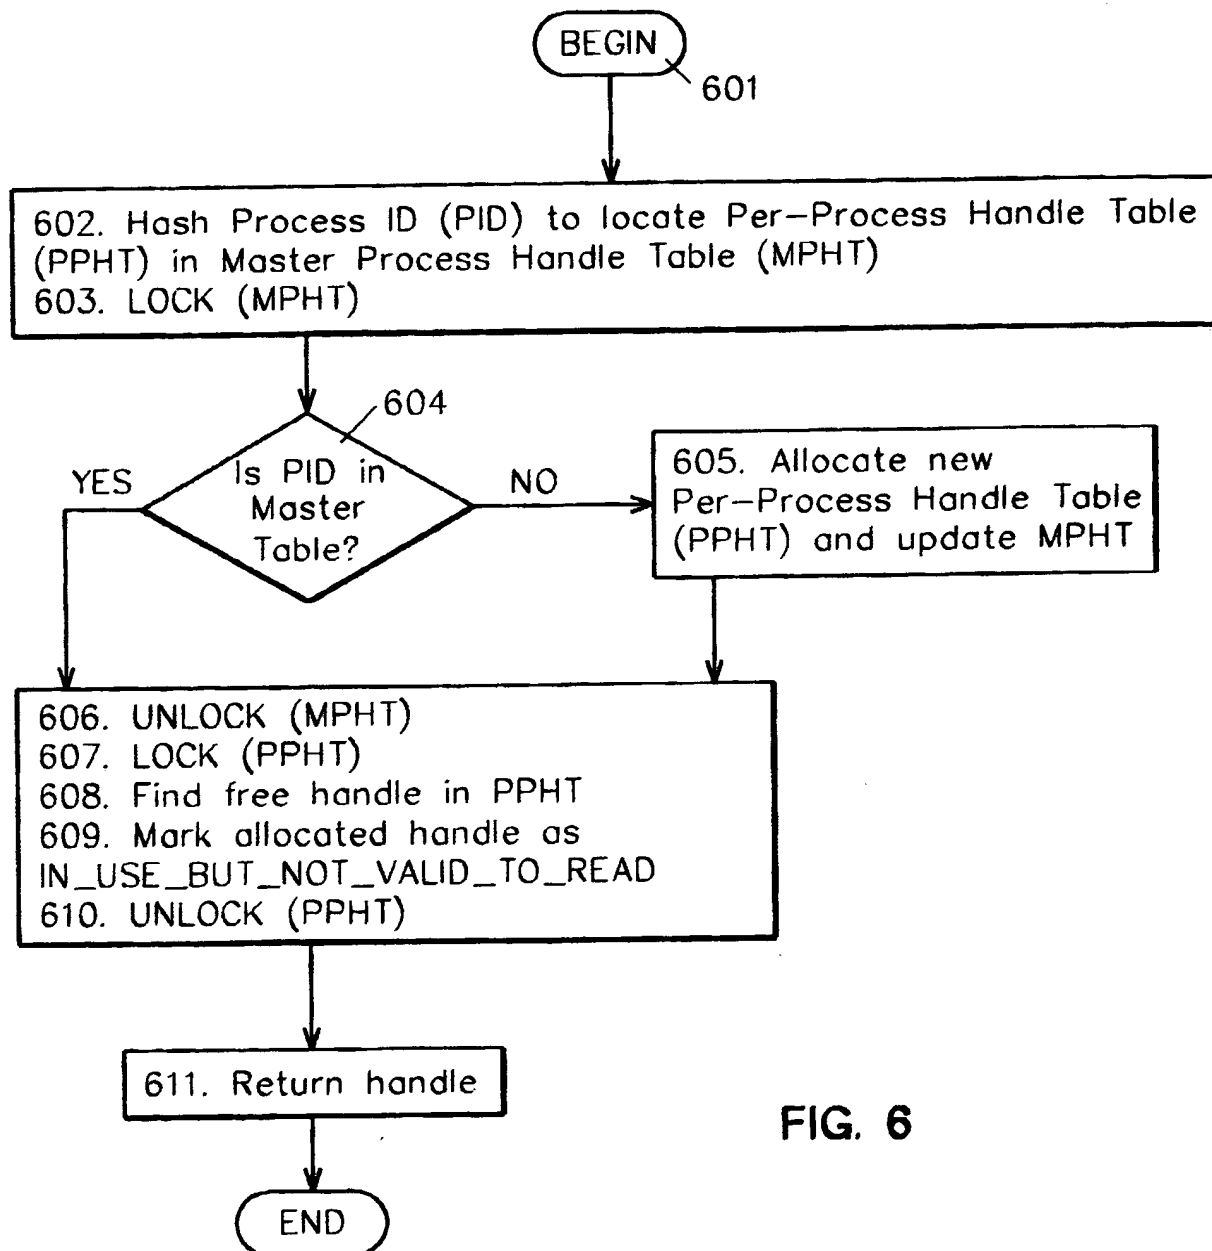 BEGIN
601
602. Hash Process ID (PID) to locate Per-Process Handle Table
(PPHT) in Master Process Handle Table (MPHT)
603. LOCK (MPHT)
604
YES
Is PID in
Master
Table?
NO
605. Allocate new
Per-Process Handle Table
(PPHT) and update MPHT
606. UNLOCK (MPHT)
607. LOCK (PPHT)
608. Find free handle in PPHT
609. Mark allocated handle as
IN_USE_BUT_NOT_VALID_TO_READ
610. UNLOCK (PPHT)
611. Return handle
FIG. 6
END